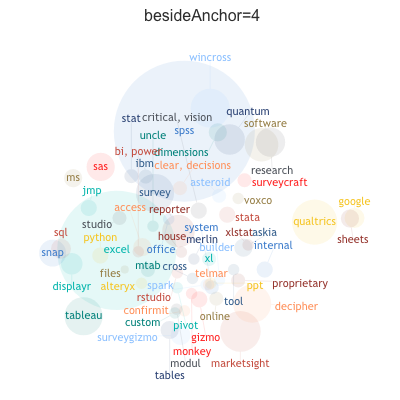 besideAnchor=4
wincross
stat
critical, vision
quantum
software
uncle
spss
bi, power
dimensions
sas
ibm
clear, decisions
research
ms
asteroid
surveycraft
jmp
survey
voxco
google
access
reporter
stata
qualtrics
studio
system
xlstat
askia
sql
python
house
merlin
sheets
snap
excel
office
builder
internal
xl
files
mtab
cross
telmar
displayr
alteryx
spark
ppt
proprietary
rstudio
tool
confirmit
decipher
tableau
custom
online
pivot
surveygizmo
gizmo
monkey
modul
marketsight
tables